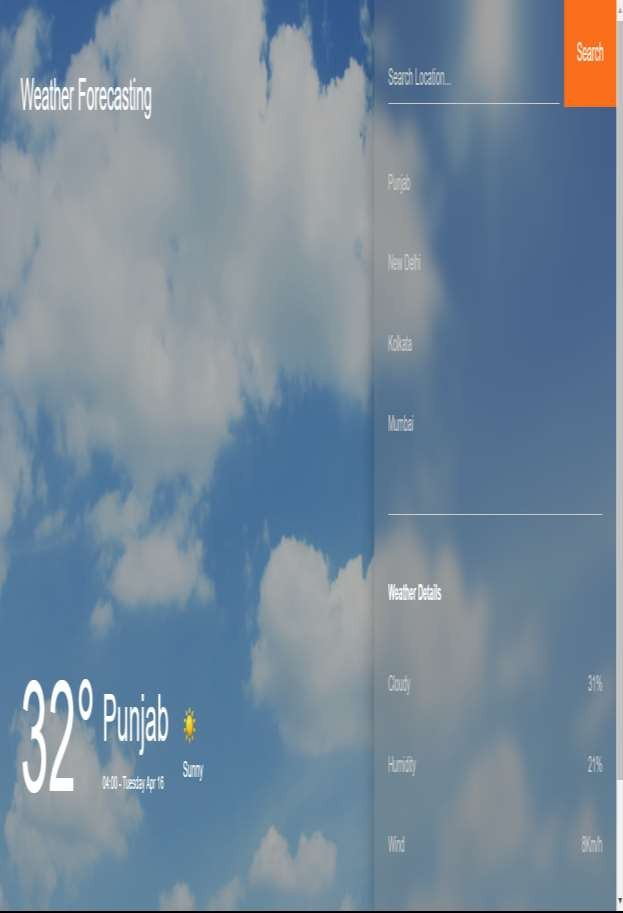 Weather Forecasting
Search Location...
Search
Punjab
New Delhi
Kolkata
Mumbai
Weather Details
Cloudy 31%
Humidity 21%
Wind 8Km/h
32°
Punjab
04:00 - Tuesday Apr 16
Sunny